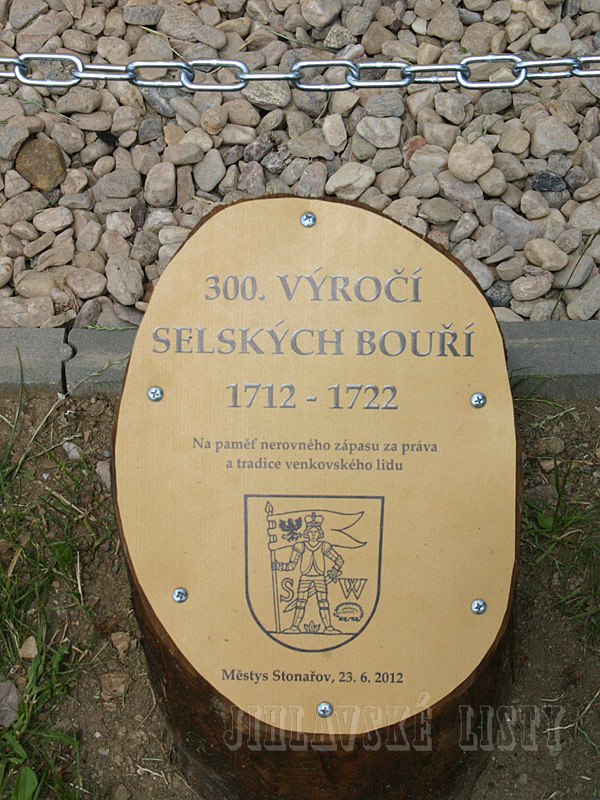 300. VÝROČÍ
SELSKÝCH BOUŘÍ
1712 - 1722
Na paměť nerovného zápasu za práva
a tradice venkovského lidu
S W
Městys Stonařov, 23. 6. 2012
JIHLAVSKÉ LISTY